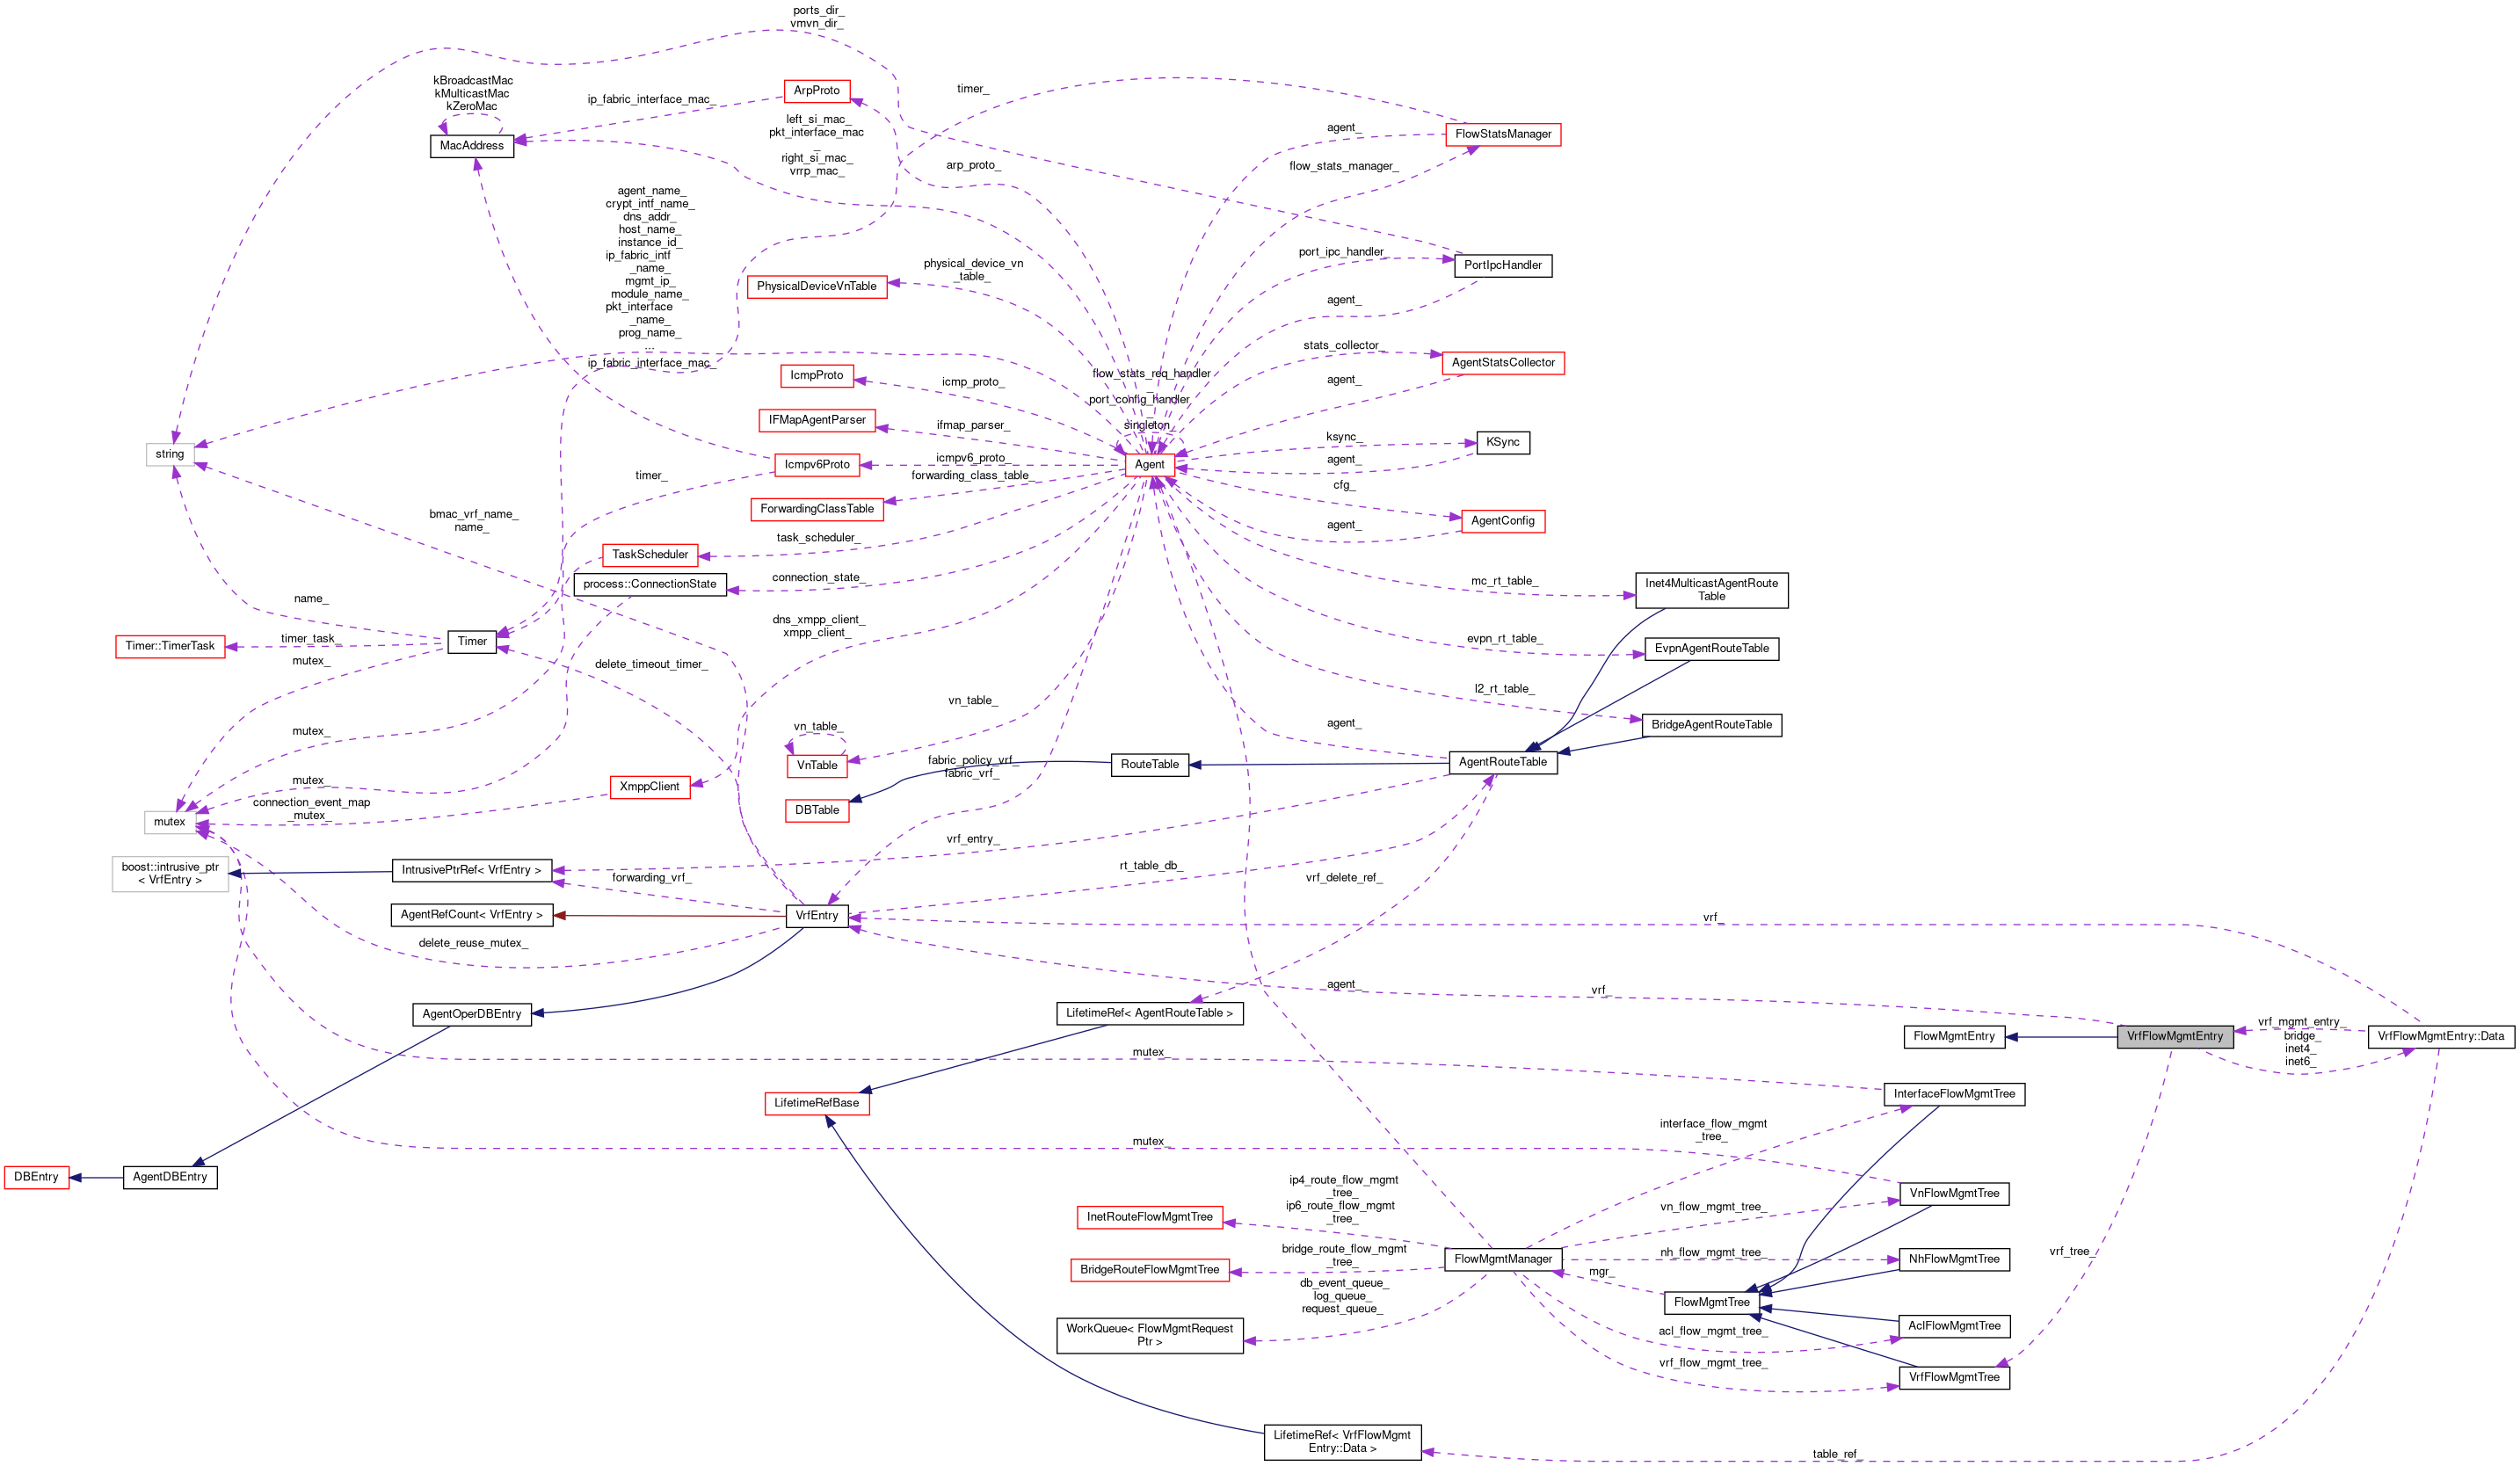 ports_dir_
vmvn_dir_
kBroadcastMac
kMulticastMac
kZeroMac
MacAddress
ArpProto
ip_fabric_interface_mac_
left_si_mac_
pkt_interface_mac
_
right_si_mac_
vrrp_mac_
timer_
arp_proto_
agent_
FlowStatsManager
flow_stats_manager_
agent_name_
crypt_intf_name_
dns_addr_
host_name_
instance_id_
ip_fabric_intf
_name_
mgmt_ip_
module_name_
pkt_interface
_name_
prog_name_
...
ip_fabric_interface_mac_
PhysicalDeviceVnTable
physical_device_vn
_table_
port_ipc_handler_
PortIpcHandler
agent_
stats_collector_
AgentStatsCollector
agent_
IcmpProto
icmp_proto_
flow_stats_req_handler
_
port_config_handler
_
singleton_
IFMapAgentParser
ifmap_parser_
ksync_
KSync
agent_
string
Icmpv6Proto
icmpv6_proto_
Agent
timer_
forwarding_class_table_
cfg_
ForwardingClassTable
AgentConfig
agent_
bmac_vrf_name_
name_
TaskScheduler
task_scheduler_
process::ConnectionState
connection_state_
mc_rt_table_
Inet4MulticastAgentRoute
Table
name_
Timer
timer_task_
Timer::TimerTask
mutex_
dns_xmpp_client_
xmpp_client_
evpn_rt_table_
EvpnAgentRouteTable
delete_timeout_timer_
l2_rt_table_
BridgeAgentRouteTable
vn_table_
vn_table_
VnTable
mutex_
agent_
AgentRouteTable
RouteTable
fabric_policy_vrf_
fabric_vrf_
DBTable
XmppClient
mutex_
connection_event_map
_mutex_
mutex
vrf_entry_
boost::intrusive_ptr
< VrfEntry >
IntrusivePtrRef< VrfEntry >
forwarding_vrf_
rt_table_db_
vrf_delete_ref_
AgentRefCount< VrfEntry >
VrfEntry
vrf_
delete_reuse_mutex_
agent_
vrf_
AgentOperDBEntry
LifetimeRef< AgentRouteTable >
FlowMgmtEntry
VrfFlowMgmtEntry
vrf_mgmt_entry_
bridge_
inet4_
inet6_
VrfFlowMgmtEntry::Data
mutex_
LifetimeRefBase
InterfaceFlowMgmtTree
interface_flow_mgmt
_tree_
mutex_
DBEntry
AgentDBEntry
ip4_route_flow_mgmt
_tree_
ip6_route_flow_mgmt
_tree_
InetRouteFlowMgmtTree
vn_flow_mgmt_tree_
VnFlowMgmtTree
bridge_route_flow_mgmt
_tree_
BridgeRouteFlowMgmtTree
FlowMgmtManager
nh_flow_mgmt_tree_
NhFlowMgmtTree
vrf_tree_
mgr_
db_event_queue_
log_queue_
request_queue_
FlowMgmtTree
WorkQueue< FlowMgmtRequest
Ptr >
acl_flow_mgmt_tree_
AclFlowMgmtTree
vrf_flow_mgmt_tree_
VrfFlowMgmtTree
LifetimeRef< VrfFlowMgmt
Entry::Data >
table_ref_